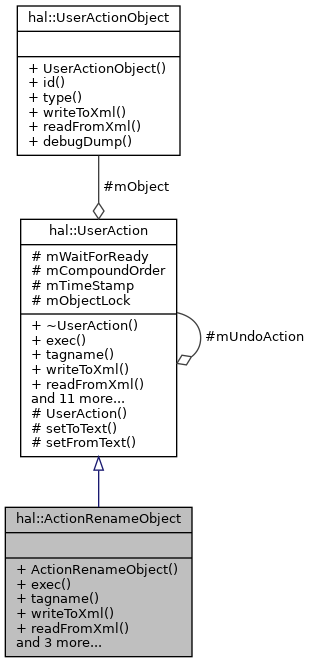 hal::UserActionObject
+ UserActionObject()
+ id()
+ type()
+ writeToXml()
+ readFromXml()
+ debugDump()
#mObject
hal::UserAction
# mWaitForReady
# mCompoundOrder
# mTimeStamp
# mObjectLock
+ ~UserAction()
+ exec()
+ tagname()
+ writeToXml()
+ readFromXml()
and 11 more...
# UserAction()
# setToText()
# setFromText()
#mUndoAction
hal::ActionRenameObject
+ ActionRenameObject()
+ exec()
+ tagname()
+ writeToXml()
+ readFromXml()
and 3 more...